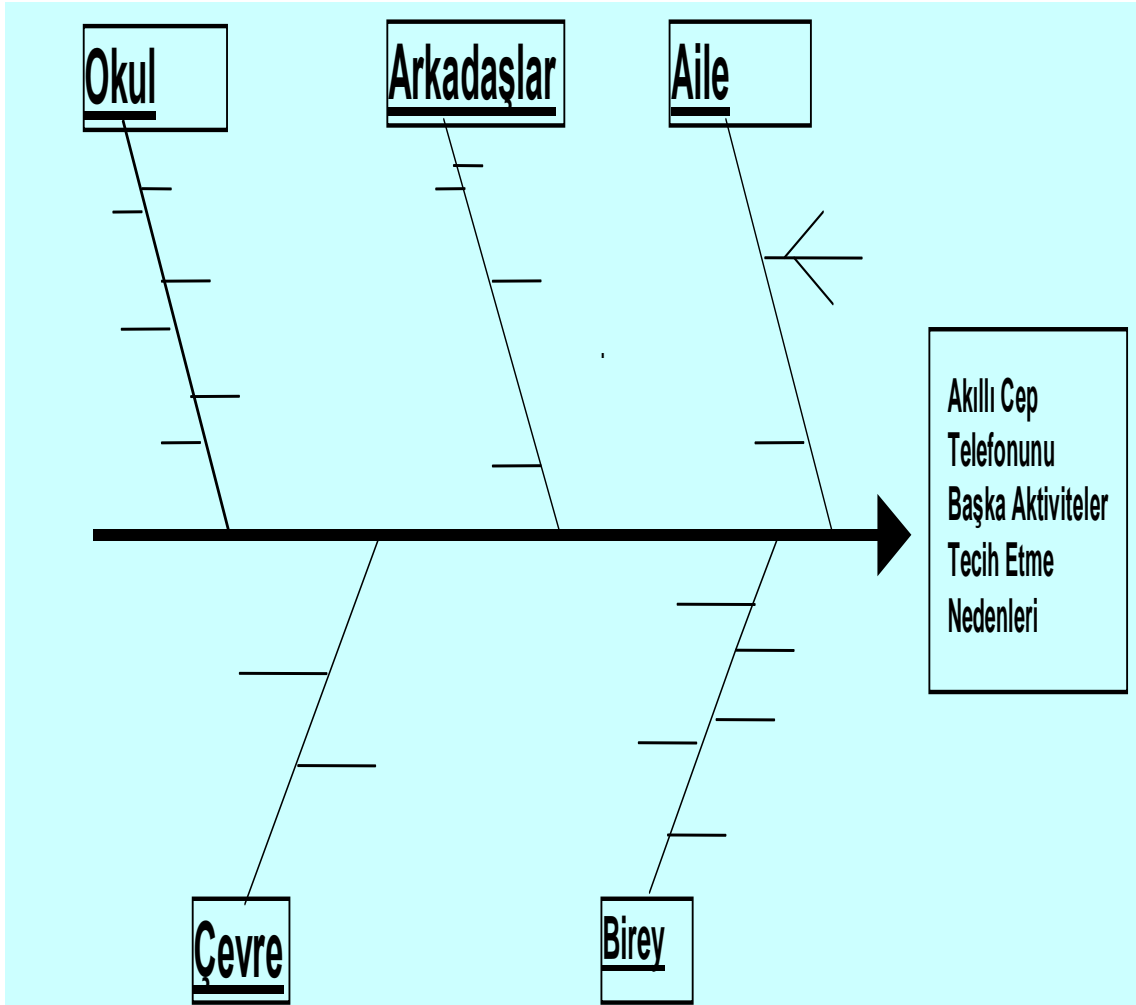 Okul
Arkadaşlar
Aile
Akıllı Cep
Telefonunu
Başka Aktiviteler
Tecih Etme
Nedenleri
Çevre
Birey